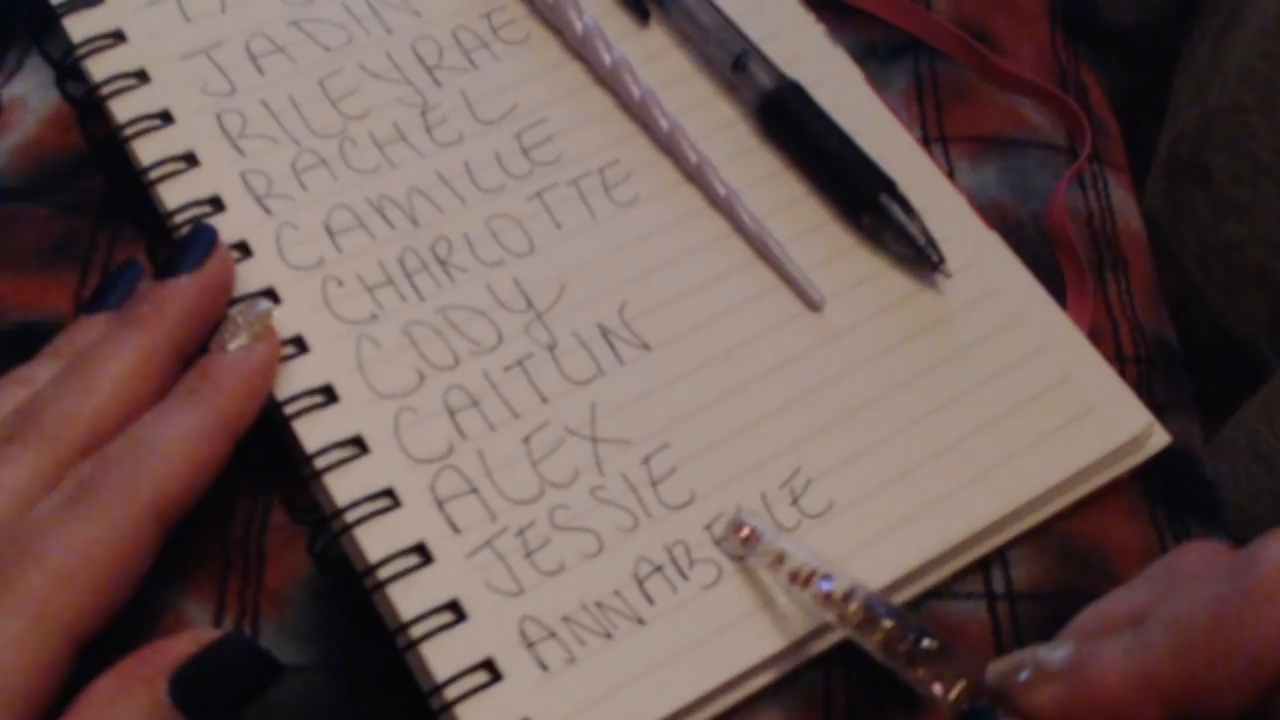 JADIN
RILEYRAE
RACHEL
CAMILLE
CHARLOTTE
CODY
CAITLIN
ALEX
JESSIE
ANNABELLE